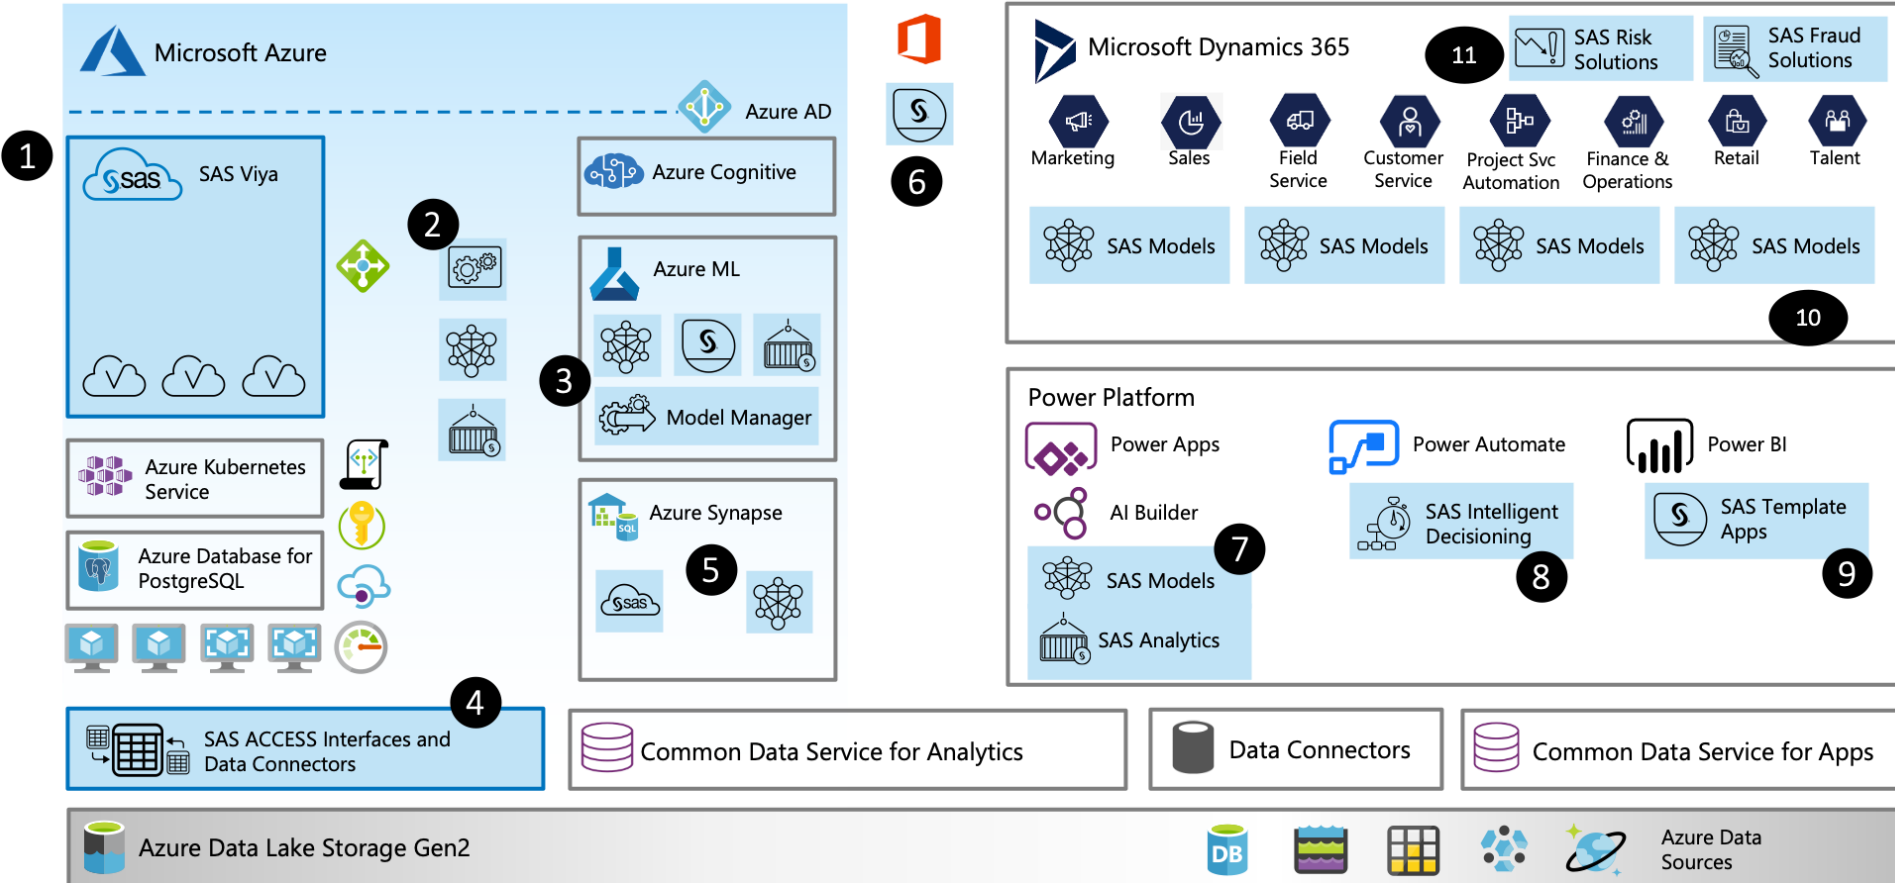 Microsoft Azure
Azure AD
1
sas
SAS Viya
2
Azure Cognitive
Azure ML
3
Model Manager
Azure Kubernetes
Service
Azure Database for
PostgreSQL
Azure Synapse
SQL
5
sas
4
SAS ACCESS Interfaces and
Data Connectors
6
Microsoft Dynamics 365
11
SAS Risk
Solutions
SAS Fraud
Solutions
Marketing
Sales
Field
Service
Customer
Service
Project Svc
Automation
Finance &
Operations
Retail
Talent
SAS Models
SAS Models
SAS Models
SAS Models
10
Power Platform
Power Apps
Power Automate
Power BI
AI Builder
7
SAS Models
SAS Analytics
SAS Intelligent
Decisioning
8
SAS Template
Apps
9
Common Data Service for Analytics
Data Connectors
Common Data Service for Apps
Azure Data Lake Storage Gen2
DB
Azure Data
Sources